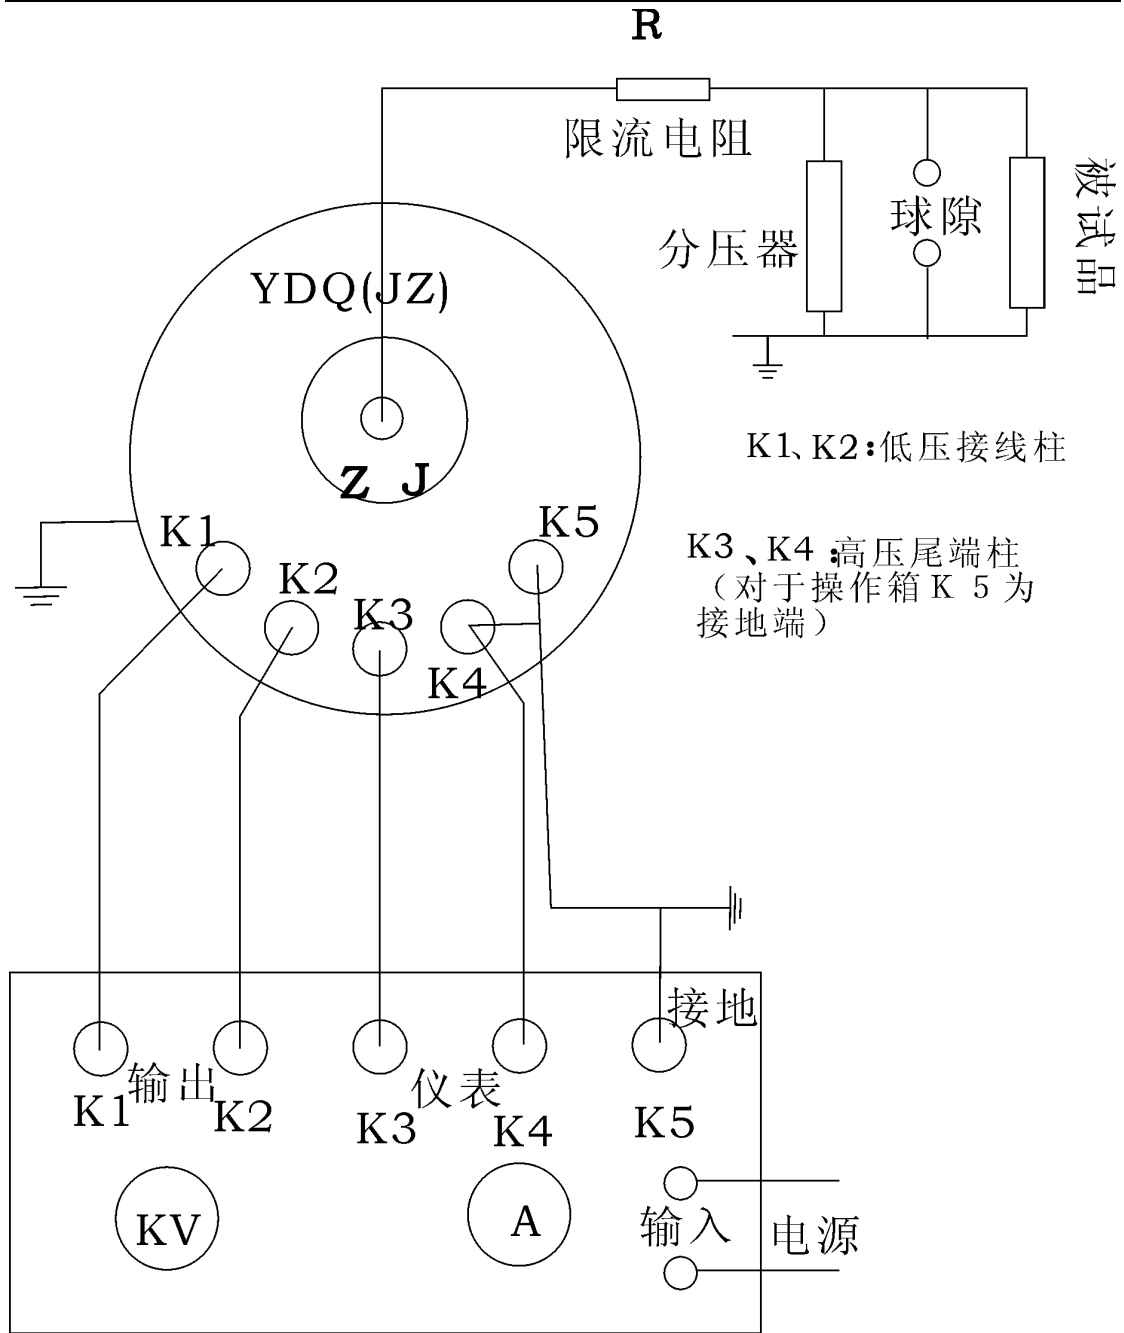 R
限流电阻
分压器
球隙
被试品
YDQ(JZ)
Z J
K1、K2:低压接线柱
K1
K2
K3
K4
K5
K3、K4:高压尾端柱
（对于操作箱K 5为
接地端）
接地
输出
仪表
K1
K2
K3
K4
K5
KV
A
输入
电源